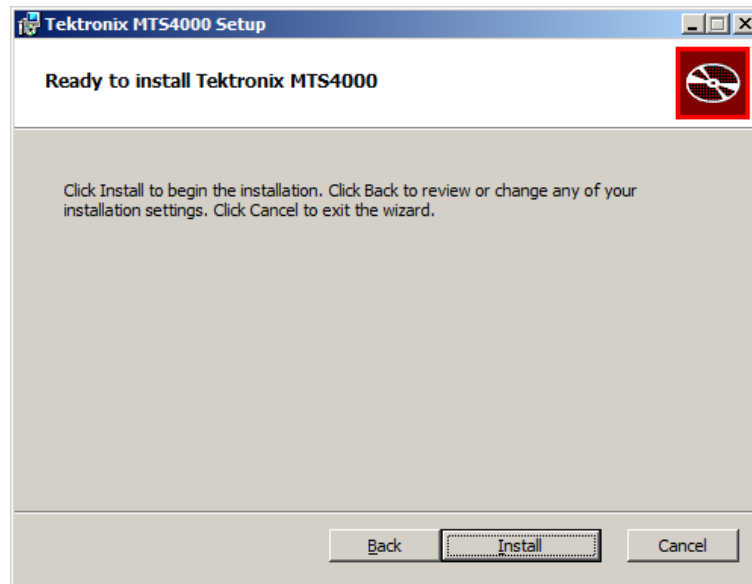 Tektronix MTS4000 Setup
Ready to install Tektronix MTS4000
Click Install to begin the installation. Click Back to review or change any of your
installation settings. Click Cancel to exit the wizard.
Back Install Cancel